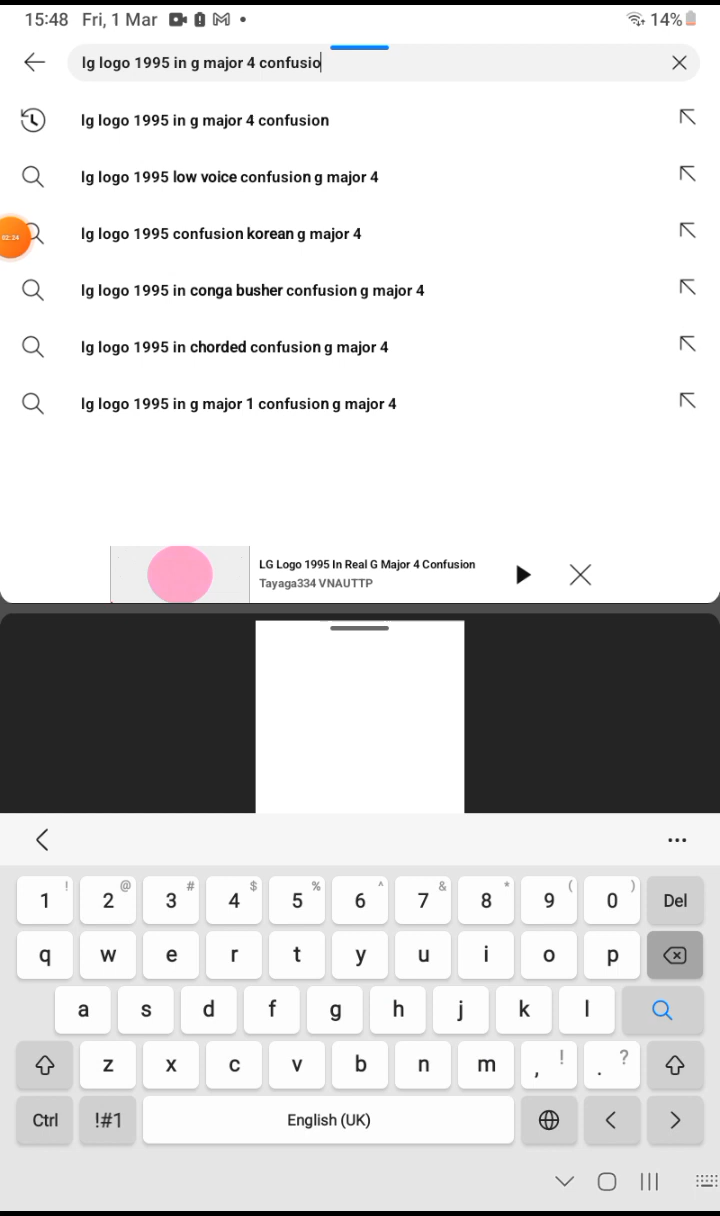 15:48 Fri, 1 Mar
14%
lg logo 1995 in g major 4 confusio
lg logo 1995 in g major 4 confusion
lg logo 1995 low voice confusion g major 4
02:34
lg logo 1995 confusion korean g major 4
lg logo 1995 in conga busher confusion g major 4
lg logo 1995 in chorded confusion g major 4
lg logo 1995 in g major 1 confusion g major 4
LG Logo 1995 In Real G Major 4 Confusion
Tayaga334 VNAUTTP
! @ # $ % ^ & * ( )
1 2 3 4 5 6 7 8 9 0 Del
q w e r t y u i o p
a s d f g h j k l
z x c v b n m , ! . ?
Ctrl !#1 English (UK) < >